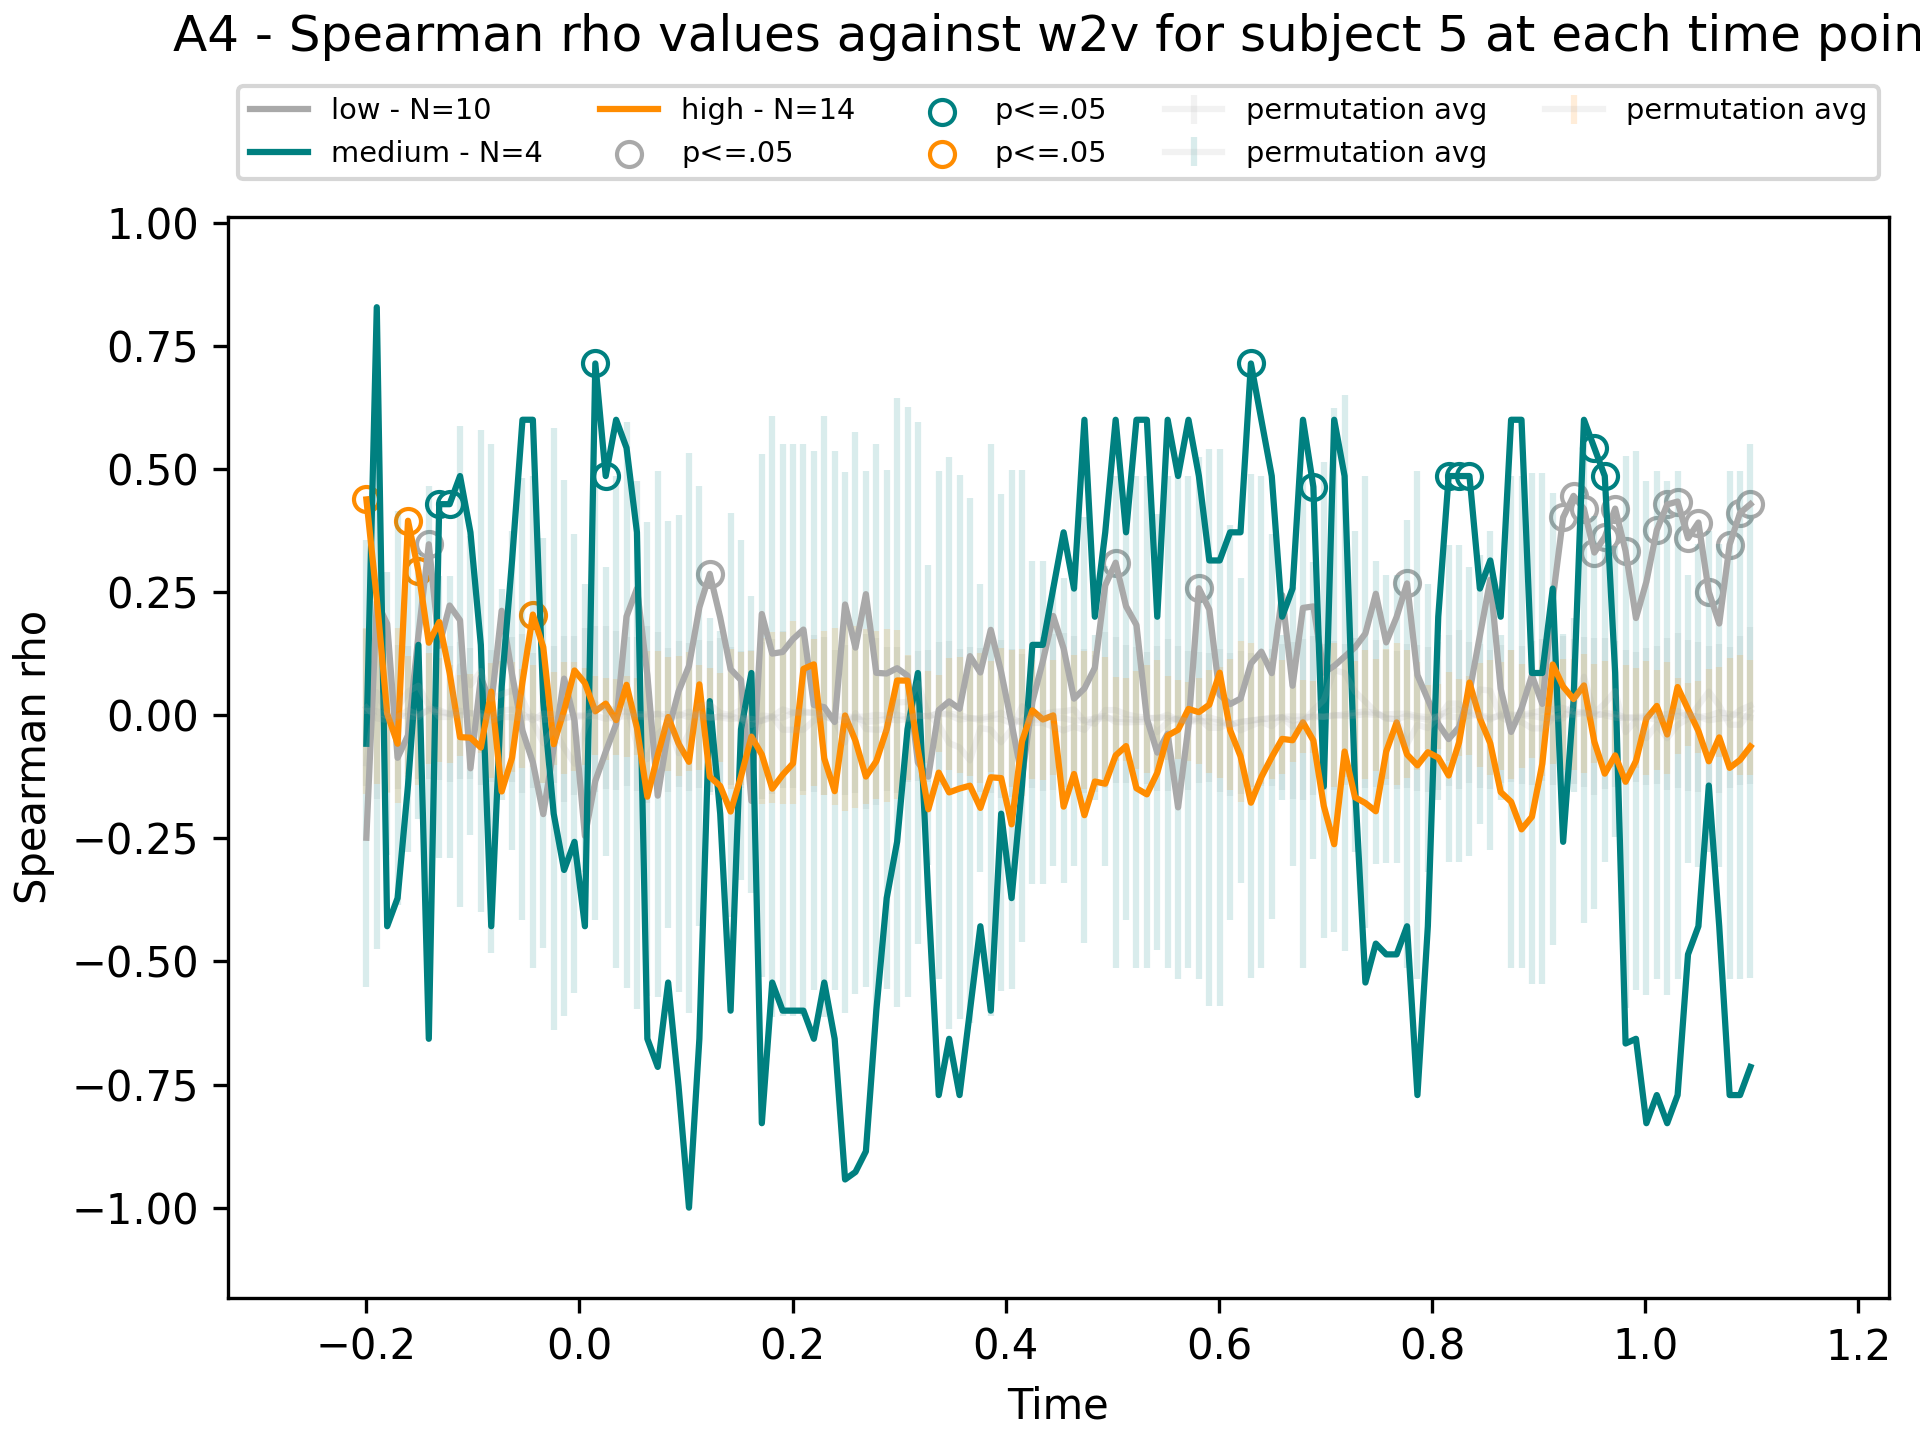 A4 - Spearman rho values against w2v for subject 5 at each time poin
low - N=10 high - N=14 p<=.05 permutation avg permutation avg
medium - N=4 p<=.05 p<=.05 permutation avg
1.00
0.75
0.50
0.25
0.00
−0.25
−0.50
−0.75
−1.00
Spearman rho
−0.2 0.0 0.2 0.4 0.6 0.8 1.0 1.2
Time